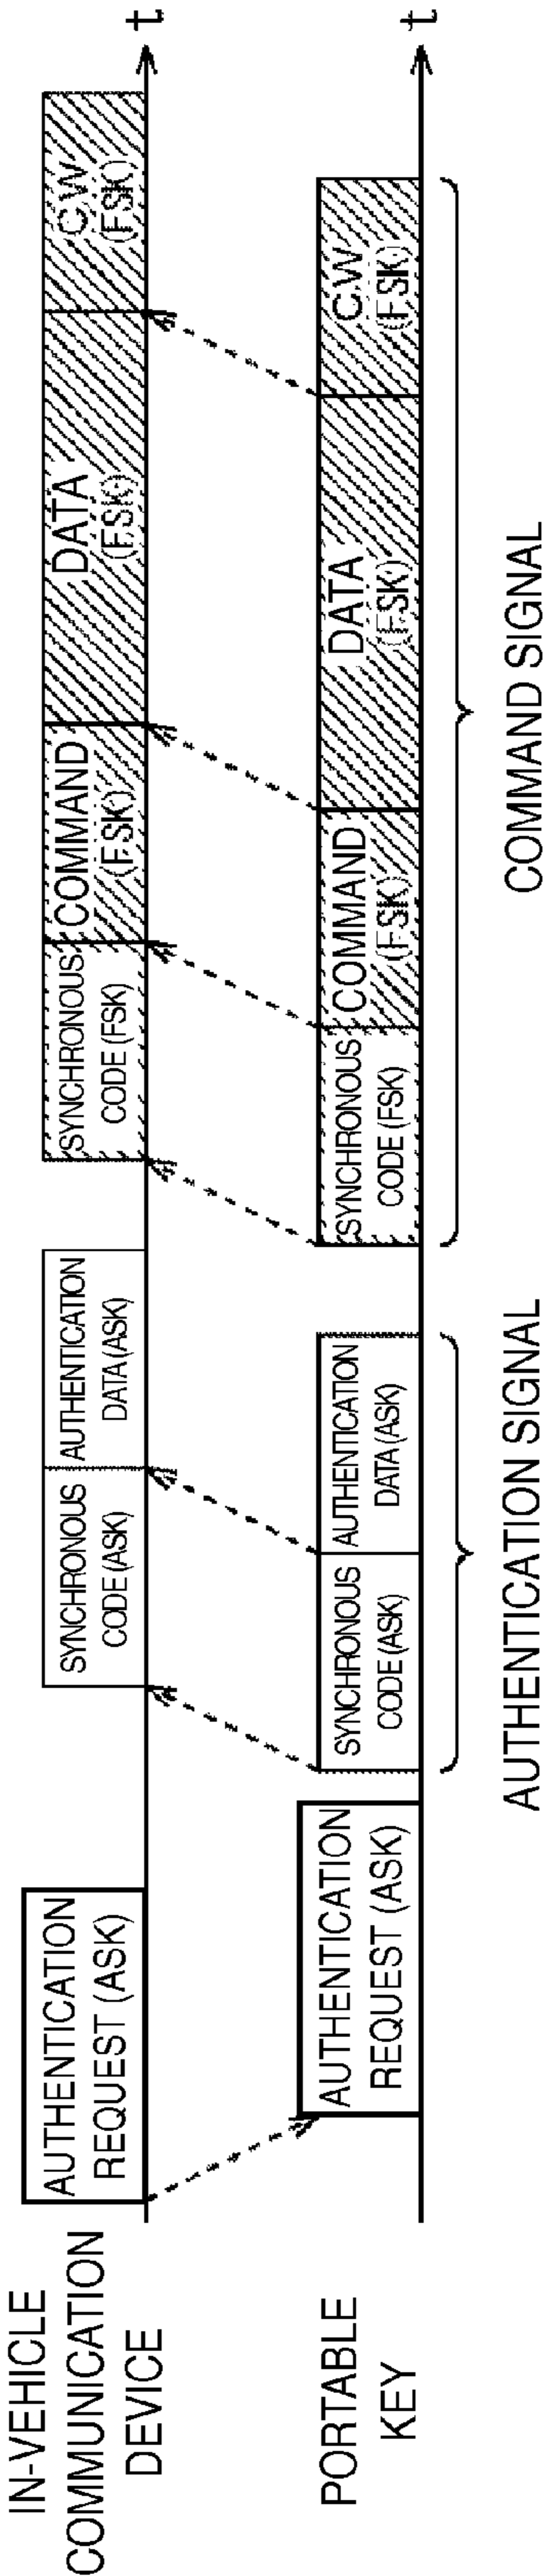 IN-VEHICLE
COMMUNICATION
DEVICE
AUTHENTICATION
REQUEST (ASK)
SYNCHRONOUS
CODE (ASK)
AUTHENTICATION
DATA (ASK)
SYNCHRONOUS
CODE (FSK)
COMMAND
(FSK)
DATA
(FSK)
CW
(FSK)
t
PORTABLE
KEY
AUTHENTICATION
REQUEST (ASK)
SYNCHRONOUS
CODE (ASK)
AUTHENTICATION
DATA (ASK)
SYNCHRONOUS
CODE (FSK)
COMMAND
(FSK)
DATA
(FSK)
CW
(FSK)
t
AUTHENTICATION SIGNAL
COMMAND SIGNAL